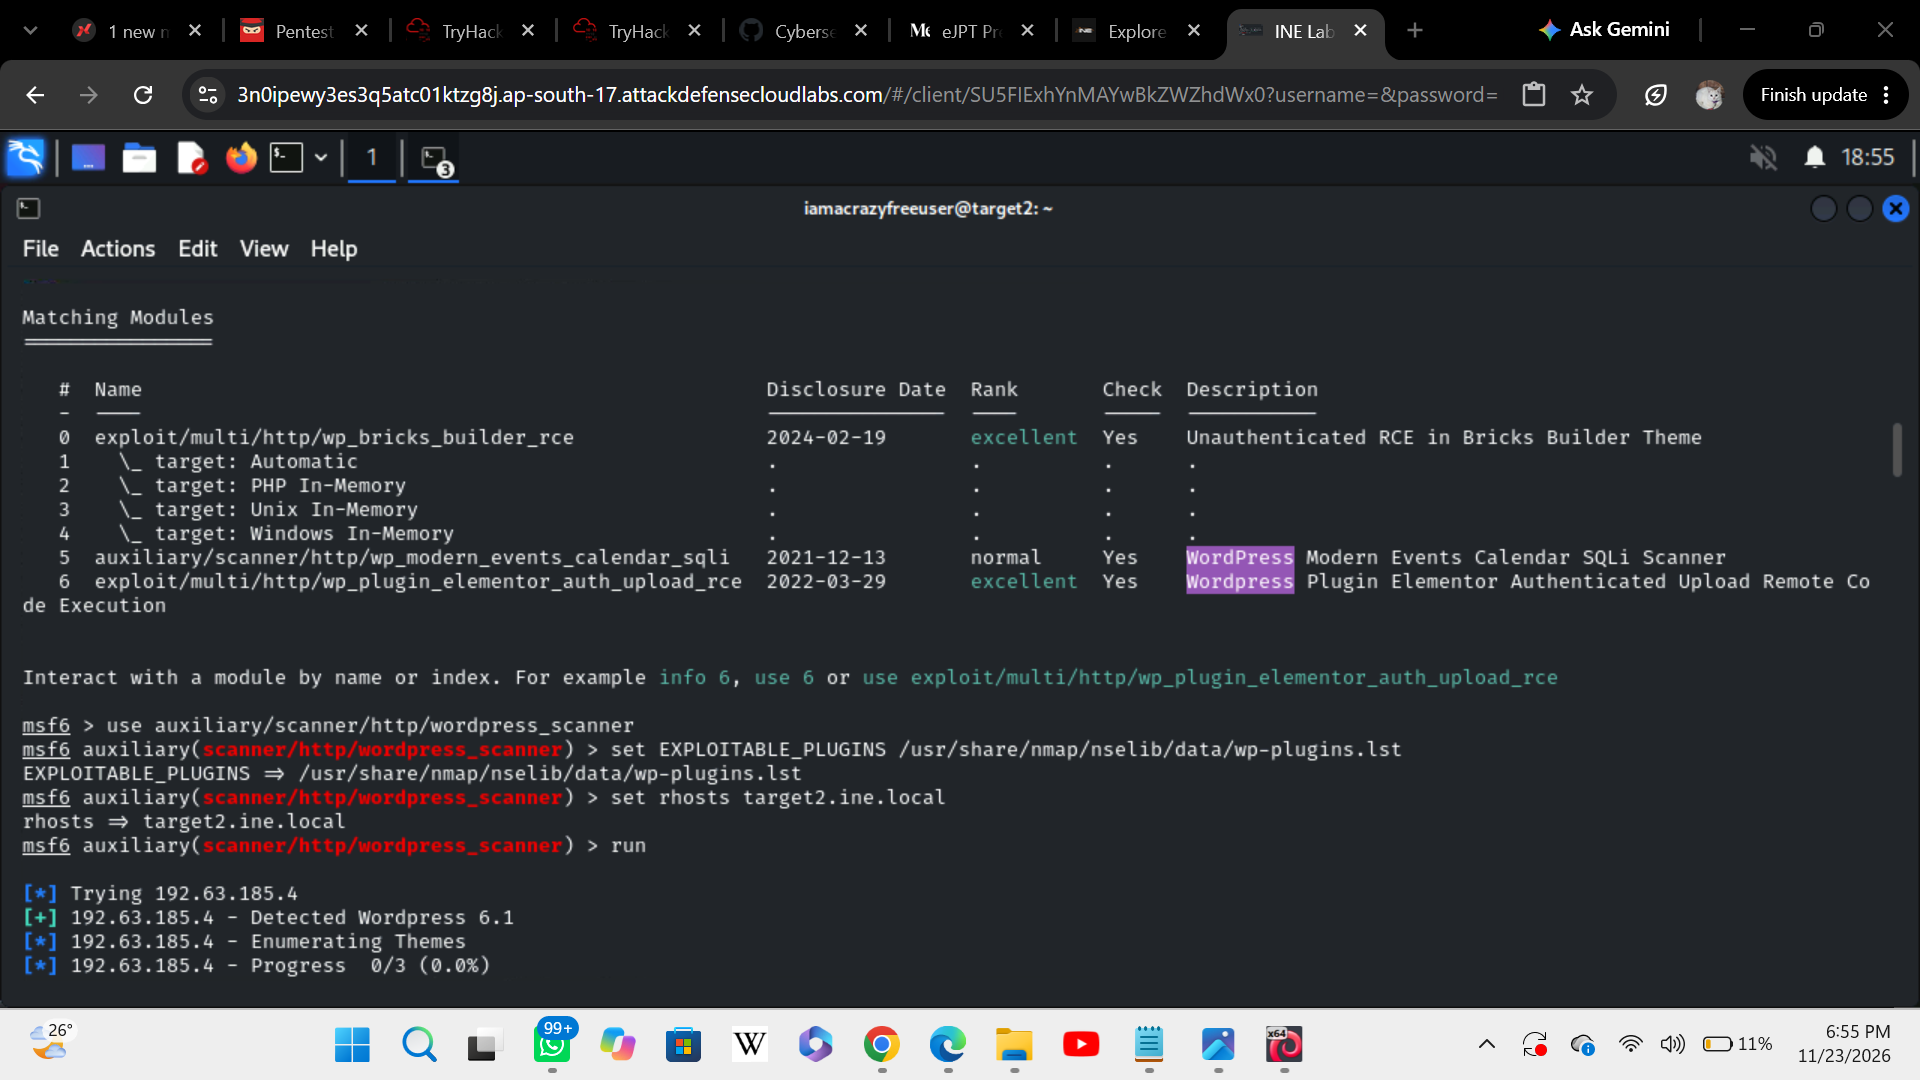 1 new n
Pentest
TryHack
TryHack
Cyberse
eJPT Pr
Explore
INE Lab
Ask Gemini
3n0ipewy3es3q5atc01ktzg8j.ap-south-17.attackdefensecloudlabs.com/#/client/SU5FIExhYnMAYwBkZWZhdWx0?username=&password=
Finish update
1
3
18:55
iamacrazyfreeuser@target2: ~
File Actions Edit View Help
Matching Modules
# Name Disclosure Date Rank Check Description
0 exploit/multi/http/wp_bricks_builder_rce 2024-02-19 excellent Yes Unauthenticated RCE in Bricks Builder Theme
1 \_ target: Automatic . . . .
2 \_ target: PHP In-Memory . . . .
3 \_ target: Unix In-Memory . . . .
4 \_ target: Windows In-Memory . . . .
5 auxiliary/scanner/http/wp_modern_events_calendar_sqli 2021-12-13 normal Yes WordPress Modern Events Calendar SQLi Scanner
6 exploit/multi/http/wp_plugin_elementor_auth_upload_rce 2022-03-29 excellent Yes Wordpress Plugin Elementor Authenticated Upload Remote Co
de Execution
Interact with a module by name or index. For example info 6, use 6 or use exploit/multi/http/wp_plugin_elementor_auth_upload_rce
msf6 > use auxiliary/scanner/http/wordpress_scanner
msf6 auxiliary(scanner/http/wordpress_scanner) > set EXPLOITABLE_PLUGINS /usr/share/nmap/nselib/data/wp-plugins.lst
EXPLOITABLE_PLUGINS ⇒ /usr/share/nmap/nselib/data/wp-plugins.lst
msf6 auxiliary(scanner/http/wordpress_scanner) > set rhosts target2.ine.local
rhosts ⇒ target2.ine.local
msf6 auxiliary(scanner/http/wordpress_scanner) > run
[*] Trying 192.63.185.4
[+] 192.63.185.4 - Detected Wordpress 6.1
[*] 192.63.185.4 - Enumerating Themes
[*] 192.63.185.4 - Progress 0/3 (0.0%)
26°
99+
W
x64
11%
6:55 PM
11/23/2026